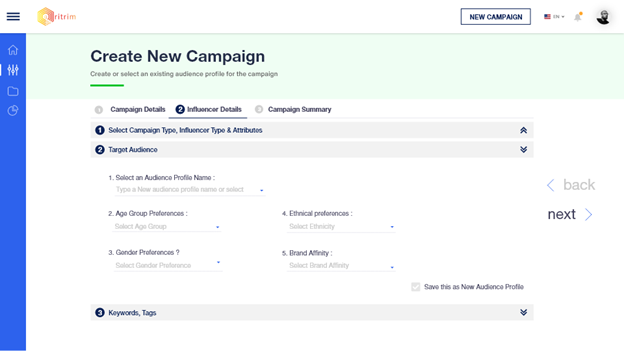 ritrim
NEW CAMPAIGN
EN
Create New Campaign
Create or select an existing audience profile for the campaign
1 Campaign Details 2 Influencer Details 3 Campaign Summary
1 Select Campaign Type, Influencer Type & Attributes
2 Target Audience
1. Select an Audience Profile Name :
Type a New audience profile name or select
back
next
2. Age Group Preferences : 4. Ethnical preferences :
Select Age Group Select Ethnicity
3. Gender Preferences ? 5. Brand Affinity :
Select Gender Preference Select Brand Affinity
Save this as New Audience Profile
3 Keywords, Tags